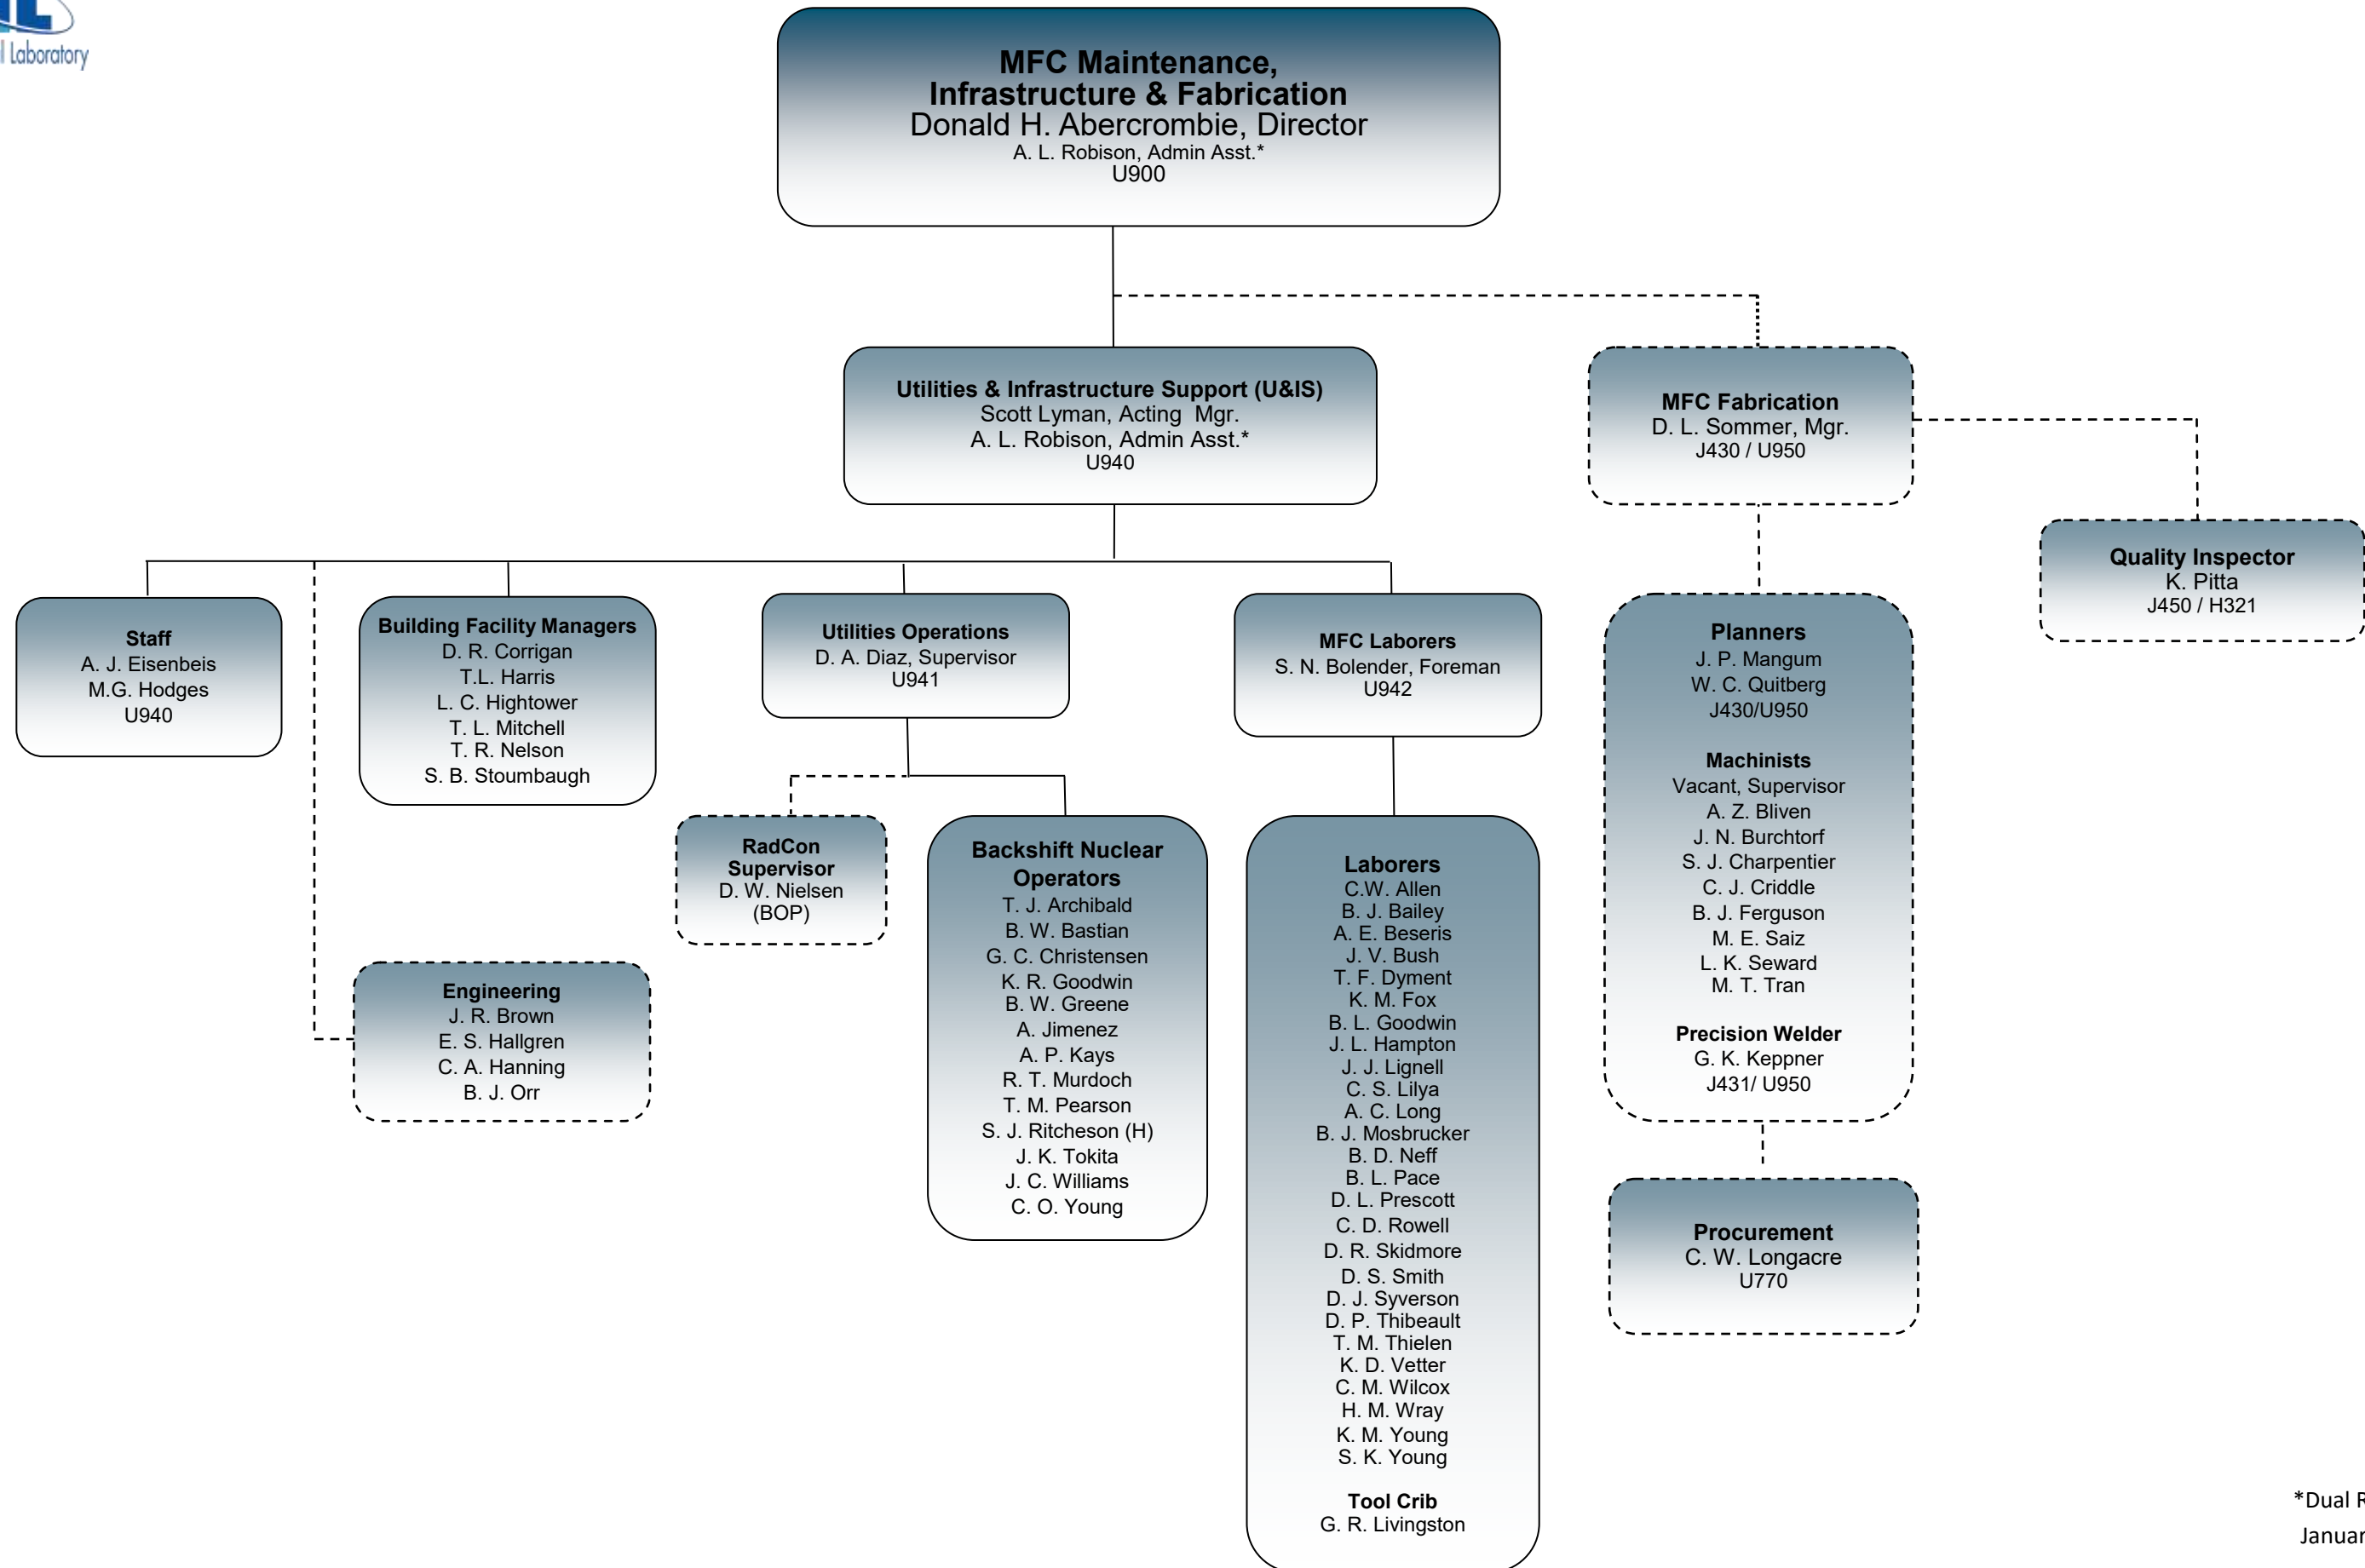 Laboratory
MFC Maintenance,
Infrastructure & Fabrication
Donald H. Abercrombie, Director
A. L. Robison, Admin Asst.*
U900
Utilities & Infrastructure Support (U&IS)
Scott Lyman, Acting Mgr.
A. L. Robison, Admin Asst.*
U940
MFC Fabrication
D. L. Sommer, Mgr.
J430 / U950
Quality Inspector
K. Pitta
J450 / H321
Staff
A. J. Eisenbeis
M.G. Hodges
U940
Building Facility Managers
D. R. Corrigan
T.L. Harris
L. C. Hightower
T. L. Mitchell
T. R. Nelson
S. B. Stoumbaugh
Utilities Operations
D. A. Diaz, Supervisor
U941
MFC Laborers
S. N. Bolender, Foreman
U942
Planners
J. P. Mangum
W. C. Quitberg
J430/U950
Machinists
Vacant, Supervisor
A. Z. Bliven
J. N. Burchtorf
S. J. Charpentier
C. J. Criddle
B. J. Ferguson
M. E. Saiz
L. K. Seward
M. T. Tran
Precision Welder
G. K. Keppner
J431/ U950
RadCon
Supervisor
D. W. Nielsen
(BOP)
Backshift Nuclear
Operators
T. J. Archibald
B. W. Bastian
G. C. Christensen
K. R. Goodwin
B. W. Greene
A. Jimenez
A. P. Kays
R. T. Murdoch
T. M. Pearson
S. J. Ritcheson (H)
J. K. Tokita
J. C. Williams
C. O. Young
Laborers
C.W. Allen
B. J. Bailey
A. E. Beseris
J. V. Bush
T. F. Dyment
K. M. Fox
B. L. Goodwin
J. L. Hampton
J. J. Lignell
C. S. Lilya
A. C. Long
B. J. Mosbrucker
B. D. Neff
B. L. Pace
D. L. Prescott
C. D. Rowell
D. R. Skidmore
D. S. Smith
D. J. Syverson
D. P. Thibeault
T. M. Thielen
K. D. Vetter
C. M. Wilcox
H. M. Wray
K. M. Young
S. K. Young
Tool Crib
G. R. Livingston
Engineering
J. R. Brown
E. S. Hallgren
C. A. Hanning
B. J. Orr
Procurement
C. W. Longacre
U770
*Dual R
Januar